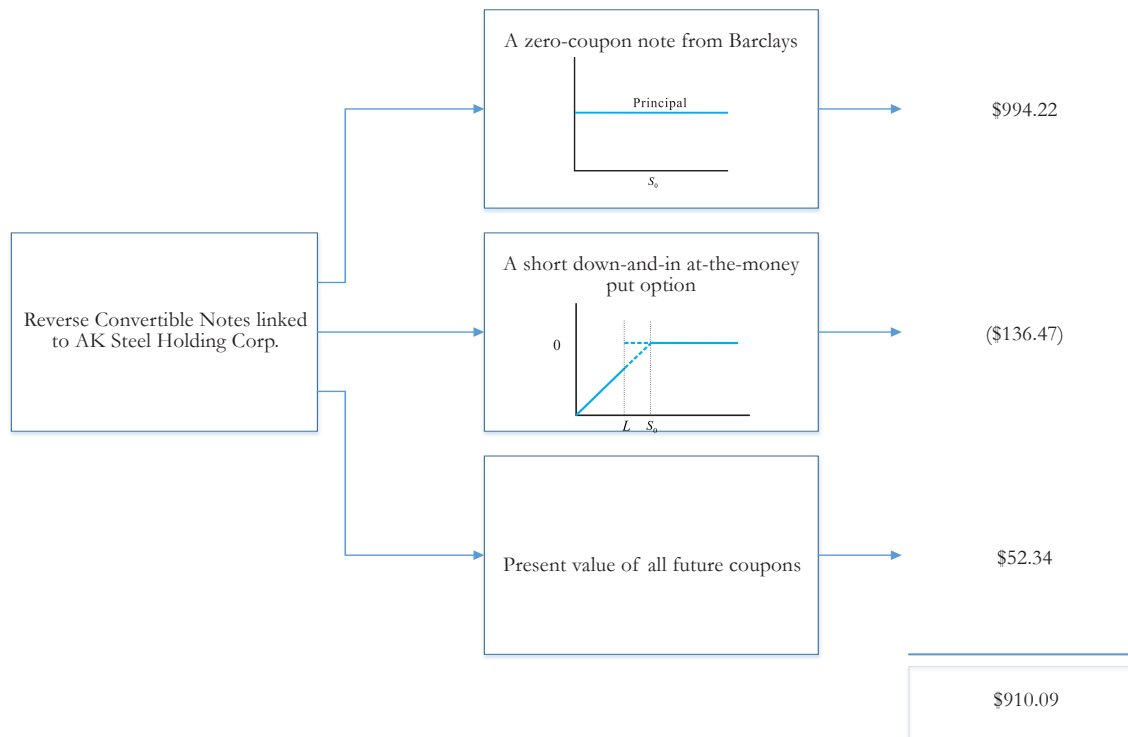 A zero-coupon note from Barclays
Principal
S₀
$994.22
Reverse Convertible Notes linked
to AK Steel Holding Corp.
A short down-and-in at-the-money
put option
0
L S₀
($136.47)
Present value of all future coupons
$52.34
$910.09